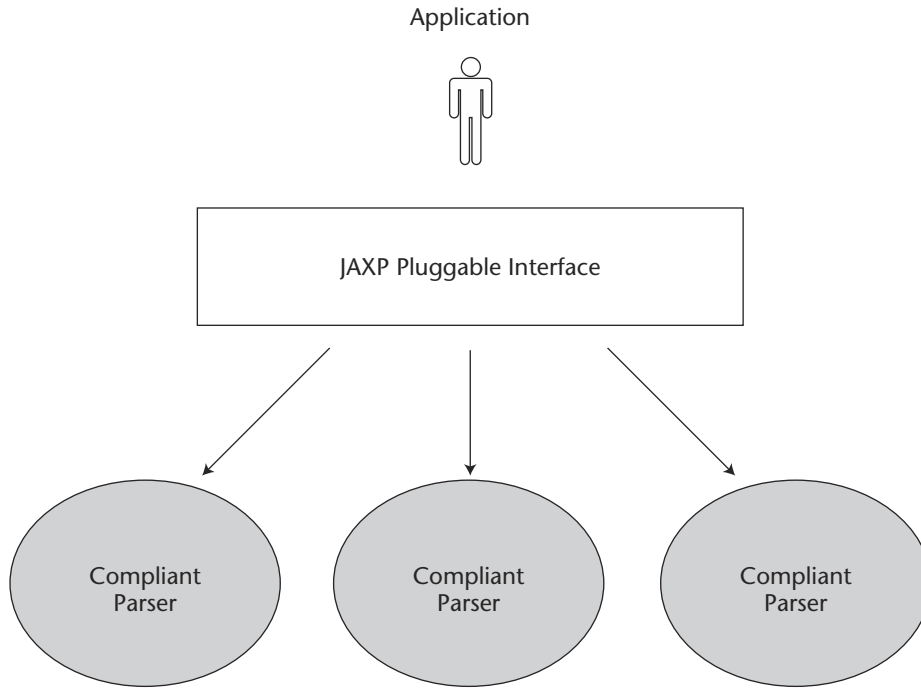 Application
JAXP Pluggable Interface
Compliant
Parser
Compliant
Parser
Compliant
Parser